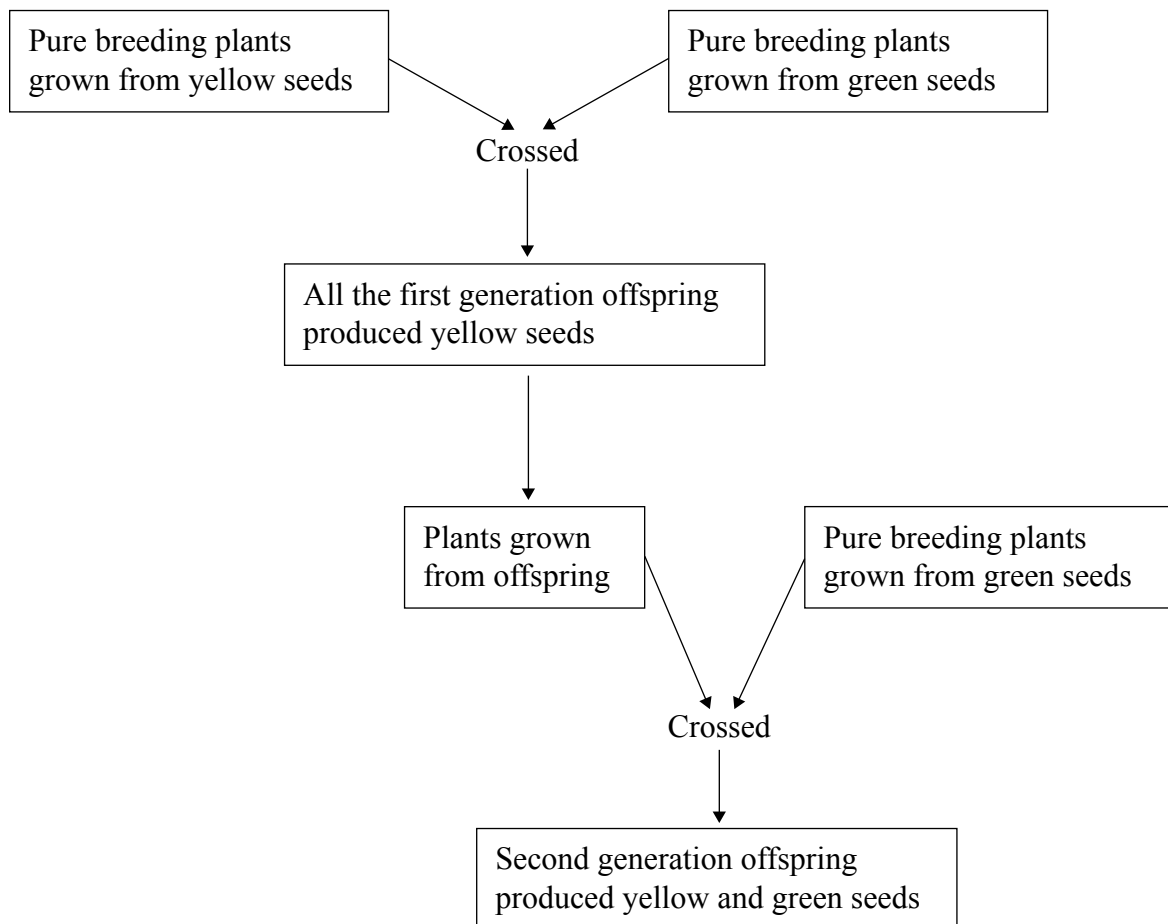 Pure breeding plants
grown from yellow seeds
Pure breeding plants
grown from green seeds
Crossed
All the first generation offspring
produced yellow seeds
Plants grown
from offspring
Pure breeding plants
grown from green seeds
Crossed
Second generation offspring
produced yellow and green seeds